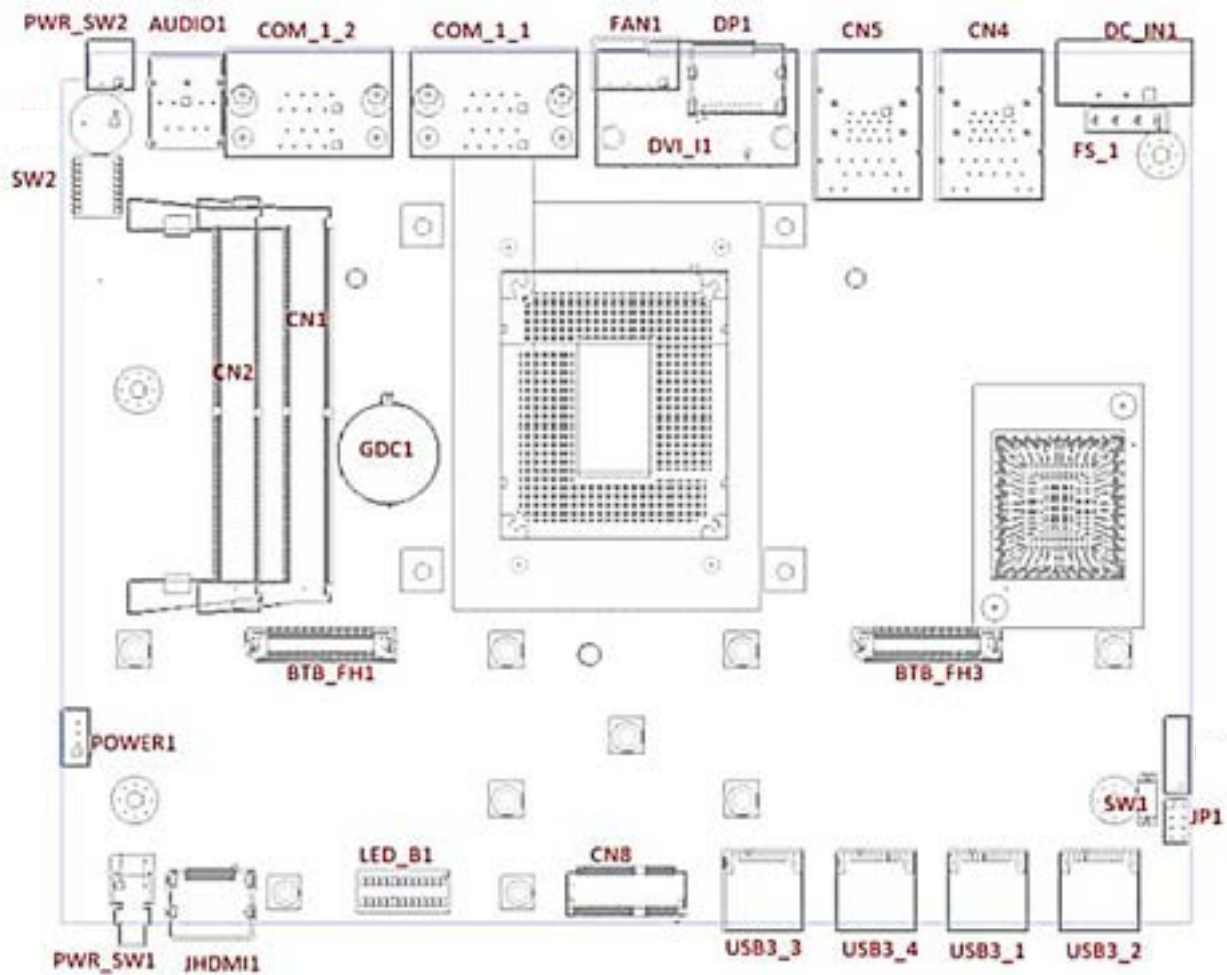 PWR_SW2
AUDIO1
COM_1_2
COM_1_1
FAN1
DP1
CN5
CN4
DC_IN1
DVI_I1
FS_1
SW2
CN1
CN2
GDC1
BTB_FH1
BTB_FH3
POWER1
SW1
JP1
LED_B1
CN8
PWR_SW1
JHDMI1
USB3_3
USB3_4
USB3_1
USB3_2